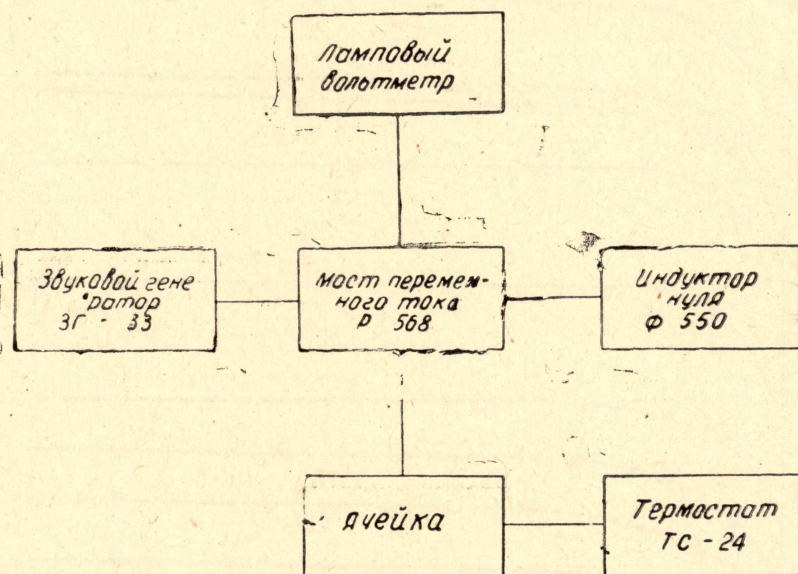 Ламповый
вольтметр
Звуковой гене
ратор
ЗГ - 33
мост перемен-
ного тока
Р 568
Индуктор
нуля
Ф 550
Ячейка
Термостат
ТС - 24